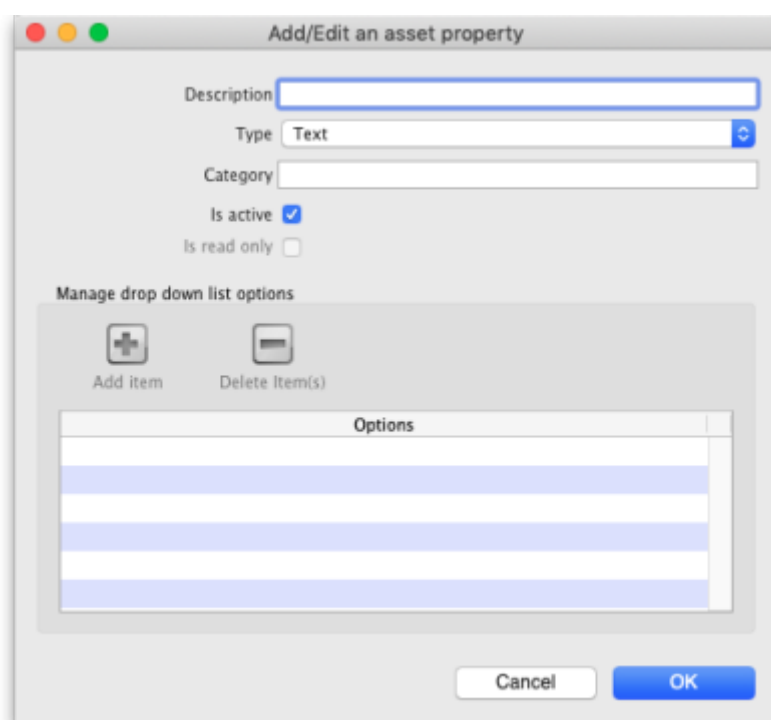 Add/Edit an asset property
Description
Type Text
Category
Is active
Is read only
Manage drop down list options
Add item Delete Item(s)
Options
Cancel OK